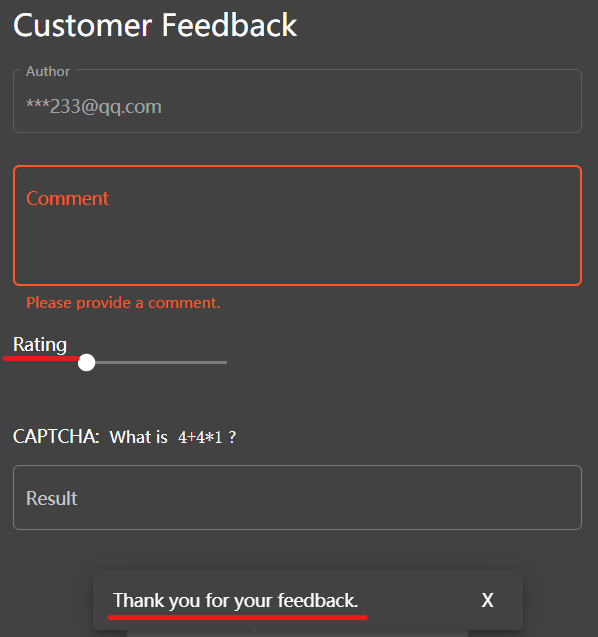 Customer Feedback
Author
***233@qq.com
Comment
Please provide a comment.
Rating
CAPTCHA: What is 4+4*1 ?
Result
Thank you for your feedback. X